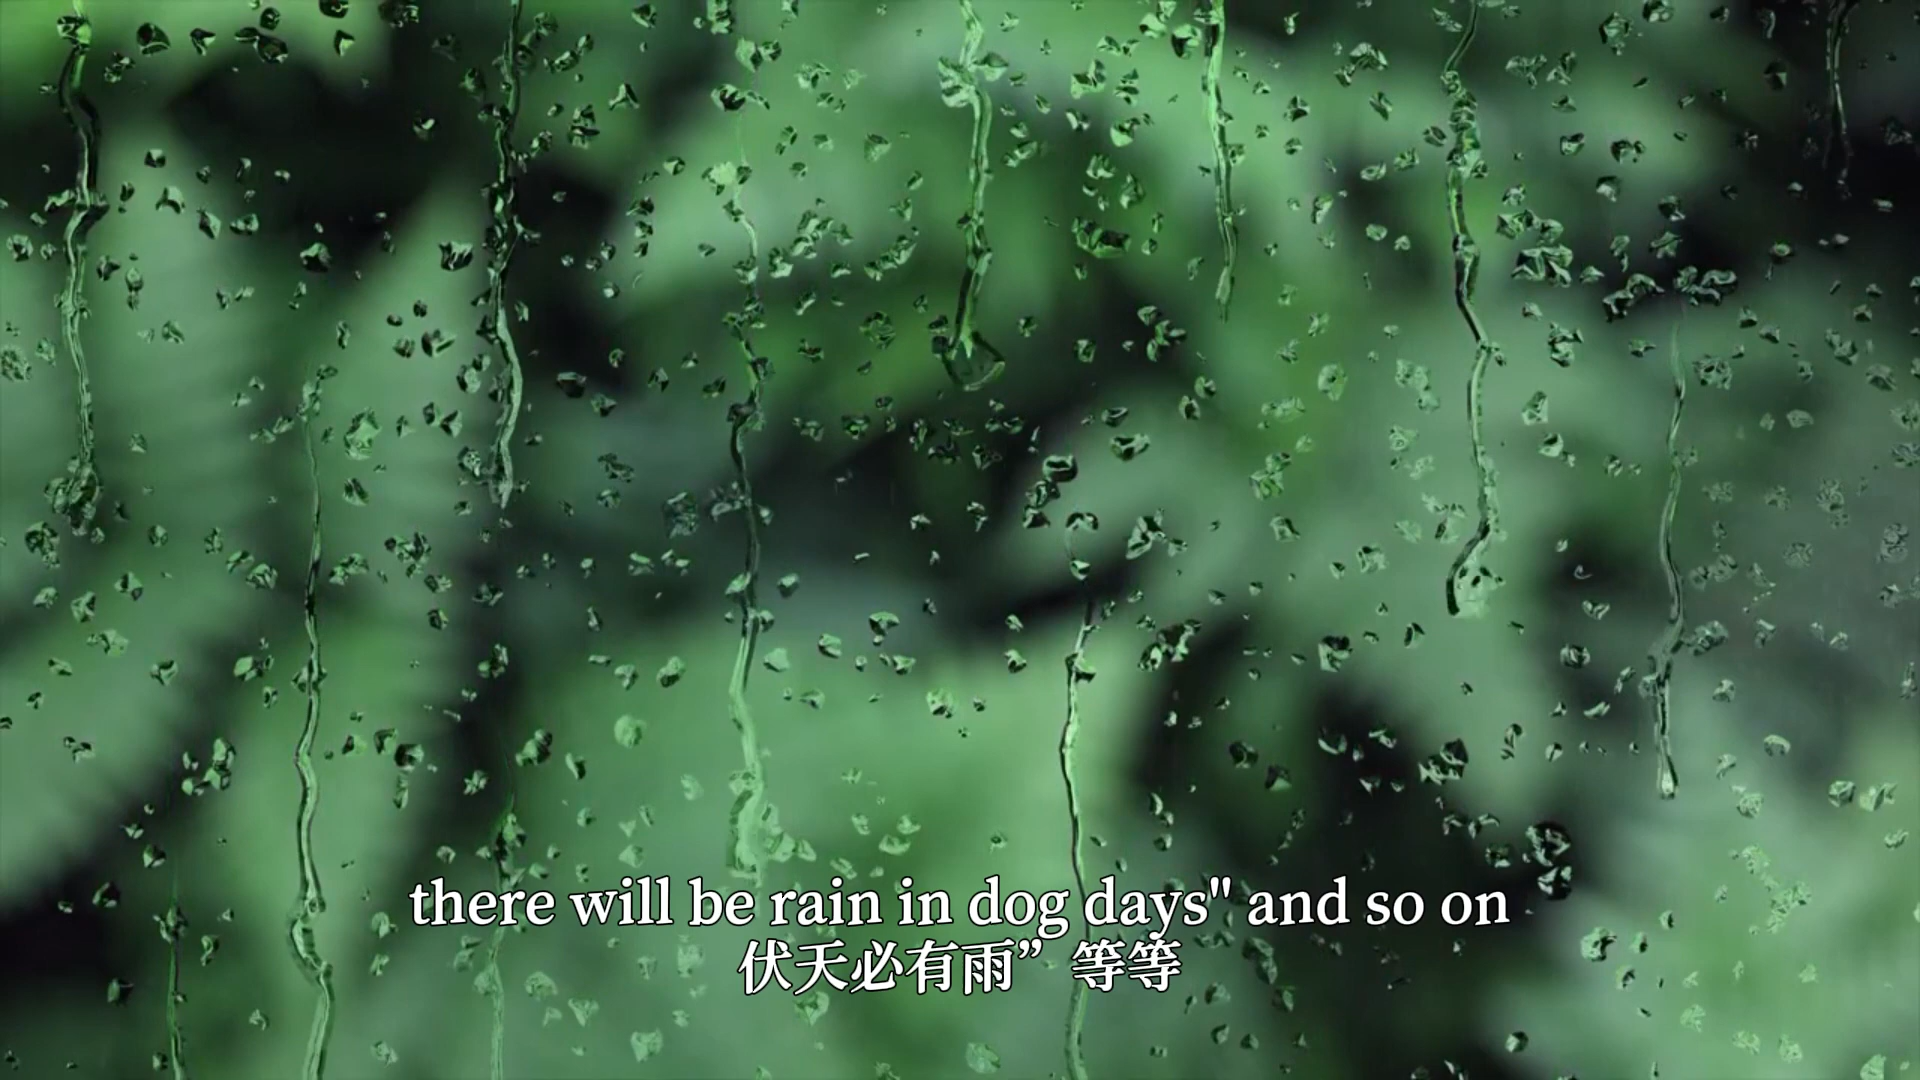 there will be rain in dog days" and so on
伏天必有雨”等等